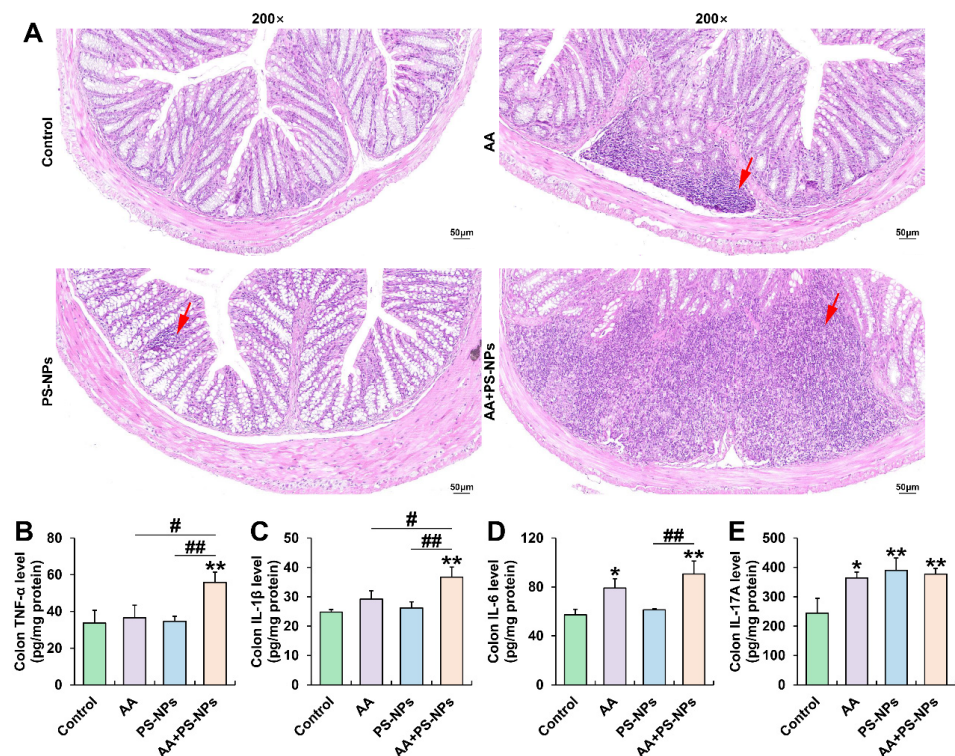 200×
200×
A
Control
AA
50μm
50μm
PS-NPs
AA+PS-NPs
50μm
50μm
B
Colon TNF-α level
(pg/mg protein)
80
60
40
20
0
#
##
**
Control
AA
PS-NPs
AA+PS-NPs
C
Colon IL-1β level
(pg/mg protein)
50
40
30
20
10
0
#
##
**
Control
AA
PS-NPs
AA+PS-NPs
D
Colon IL-6 level
(pg/mg protein)
120
90
60
30
0
*
##
**
Control
AA
PS-NPs
AA+PS-NPs
E
Colon IL-17A level
(pg/mg protein)
500
400
300
200
100
0
*
**
**
Control
AA
PS-NPs
AA+PS-NPs